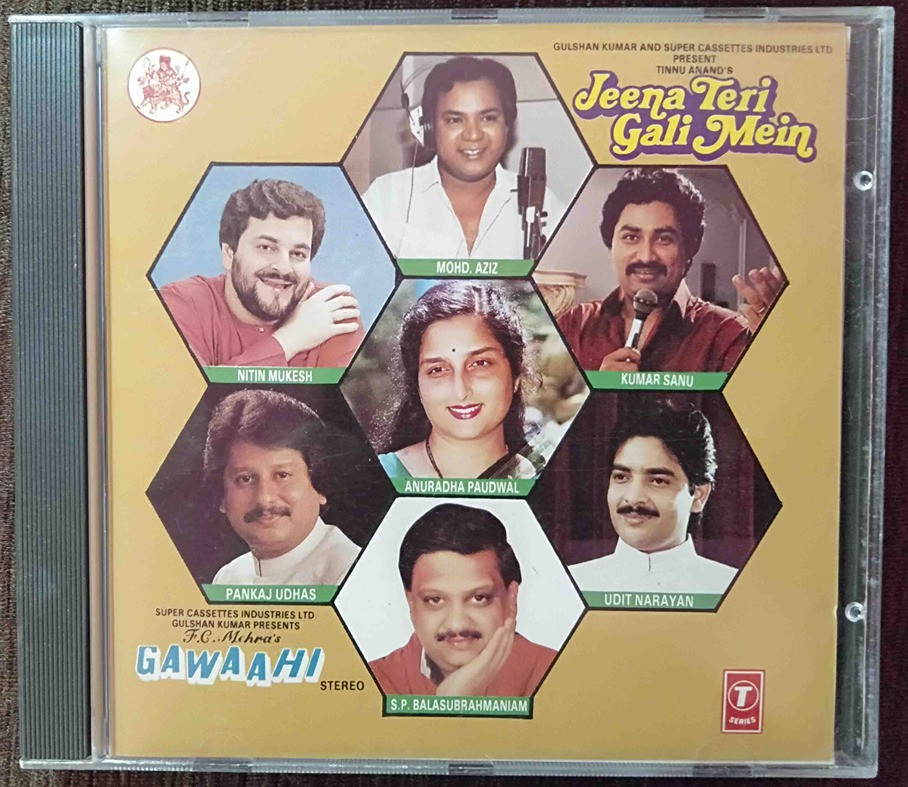 GULSHAN KUMAR AND SUPER CASSETTES INDUSTRIES LTD
PRESENT
TINNU ANAND'S
Jeena Teri
Gali Mein
MOHD. AZIZ
NITIN MUKESH
KUMAR SANU
ANURADHA PAUDWAL
PANKAJ UDHAS
UDIT NARAYAN
SUPER CASSETTES INDUSTRIES LTD
GULSHAN KUMAR PRESENTS
F.C. Mehra's
GAWAAHI
STEREO
S.P. BALASUBRAHMANIAM
T
SERIES